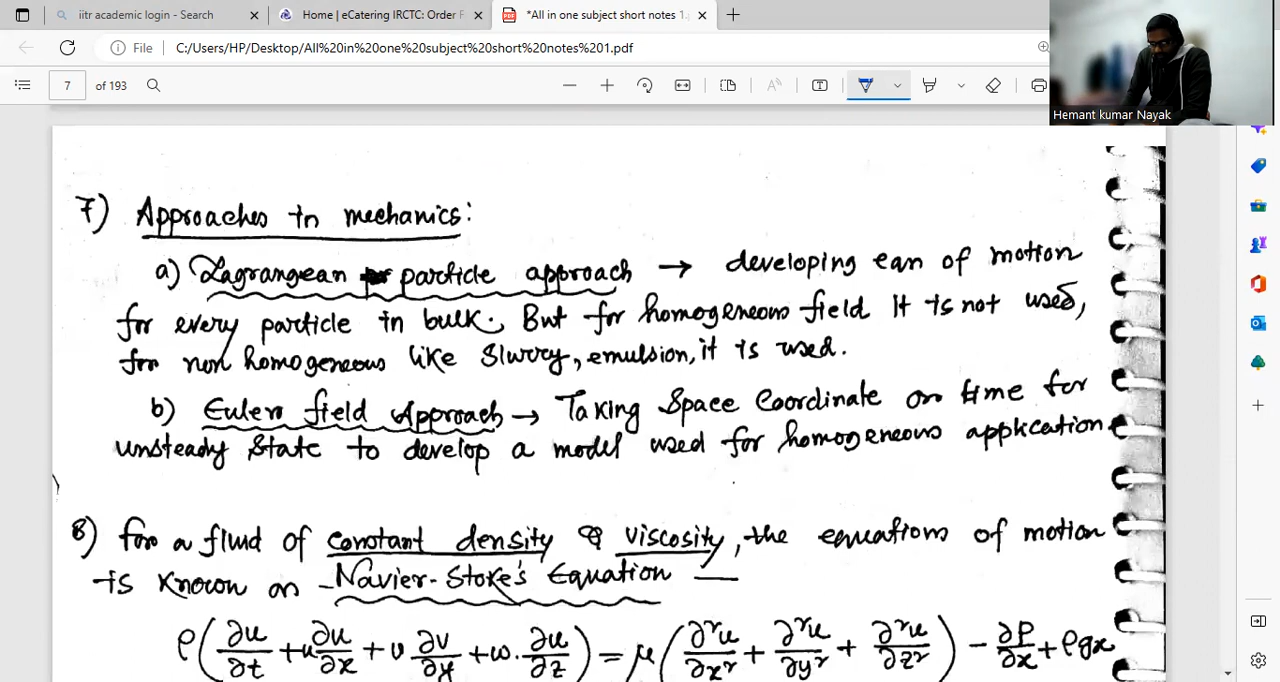 iitr academic login - Search
Home | eCatering IRCTC: Order F
*All in one subject short notes 1.p
File
C:/Users/HP/Desktop/All%20in%20one%20subject%20short%20notes%201.pdf
7 of 193
Hemant kumar Nayak
7) Approaches in mechanics:
a) Lagrangean particle approach → developing eqn of motion
for every particle in bulk. But for homogeneous field it is not used,
for non homogeneous like slurry, emulsion, it is used.
b) Euler field Approach → Taking Space Coordinate or time for
unsteady state to develop a model used for homogeneous application
8) for a fluid of constant density & viscosity, the equations of motion
is known as Navier-Stoke's Equation —
ρ(∂u/∂t + u∂u/∂x + v ∂v/∂y + w.∂u/∂z) = μ(∂²u/∂x² + ∂²u/∂y² + ∂²u/∂z²) - ∂P/∂x + ρgx